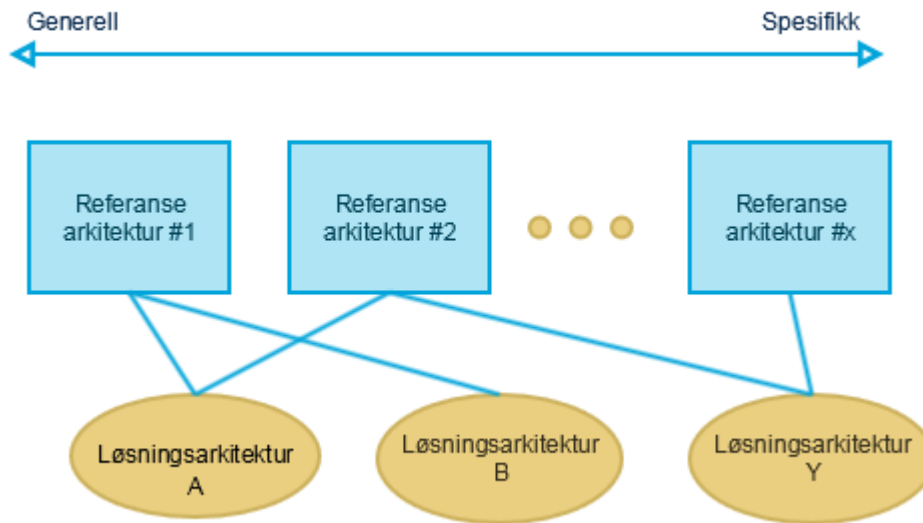 Generell
Spesifikk
Referanse
arkitektur #1
Referanse
arkitektur #2
Referanse
arkitektur #x
Løsningsarkitektur
A
Løsningsarkitektur
B
Løsningsarkitektur
Y